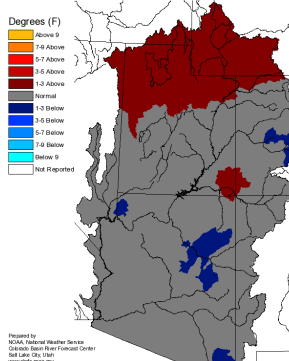 Degrees (F)
Above 9
7-9 Above
5-7 Above
3-5 Above
1-3 Above
Normal
1-3 Below
3-5 Below
5-7 Below
7-9 Below
Below 9
Not Reported
Prepared by
NOAA, National Weather Service
Colorado Basin River Forecast Center
Salt Lake City, Utah